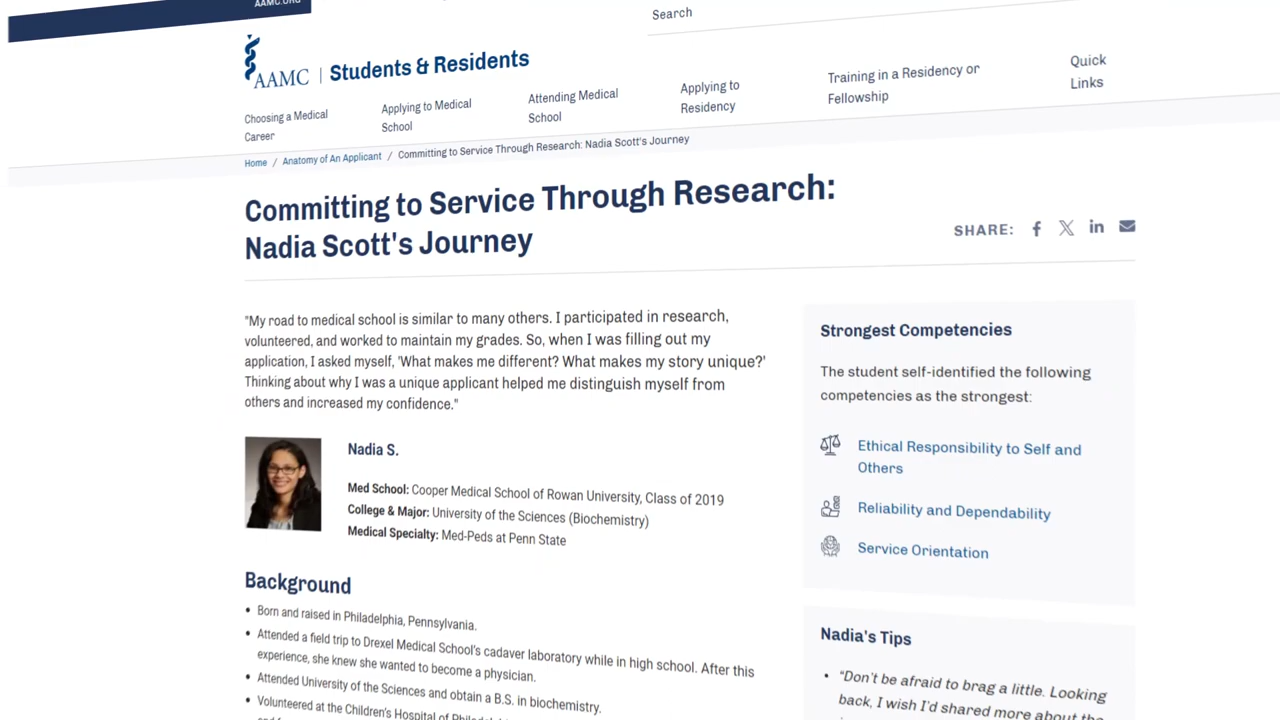 AAMC.ORG
Search
AAMC | Students & Residents
Choosing a Medical
Career
Applying to Medical
School
Attending Medical
School
Applying to
Residency
Training in a Residency or
Fellowship
Quick
Links
Home / Anatomy of An Applicant / Committing to Service Through Research: Nadia Scott's Journey
Committing to Service Through Research:
Nadia Scott's Journey
SHARE:
"My road to medical school is similar to many others. I participated in research,
volunteered, and worked to maintain my grades. So, when I was filling out my
application, I asked myself, 'What makes me different? What makes my story unique?'
Thinking about why I was a unique applicant helped me distinguish myself from
others and increased my confidence."
Nadia S.
Med School: Cooper Medical School of Rowan University, Class of 2019
College & Major: University of the Sciences (Biochemistry)
Medical Specialty: Med-Peds at Penn State
Background
• Born and raised in Philadelphia, Pennsylvania.
• Attended a field trip to Drexel Medical School's cadaver laboratory while in high school. After this
experience, she knew she wanted to become a physician.
• Attended University of the Sciences and obtain a B.S. in biochemistry.
• Volunteered at the Children's Hospital of
Strongest Competencies
The student self-identified the following
competencies as the strongest:
Ethical Responsibility to Self and
Others
Reliability and Dependability
Service Orientation
Nadia's Tips
• "Don't be afraid to brag a little. Looking
back, I wish I'd shared more about the